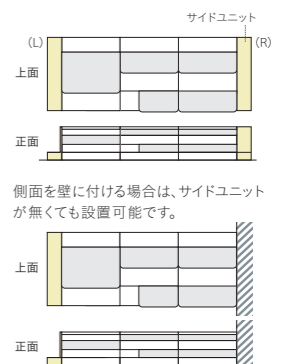 サイドユニット
(L)
(R)
上面
正面
側面を壁に付ける場合は、サイドユニット
が無くても設置可能です。
上面
正面